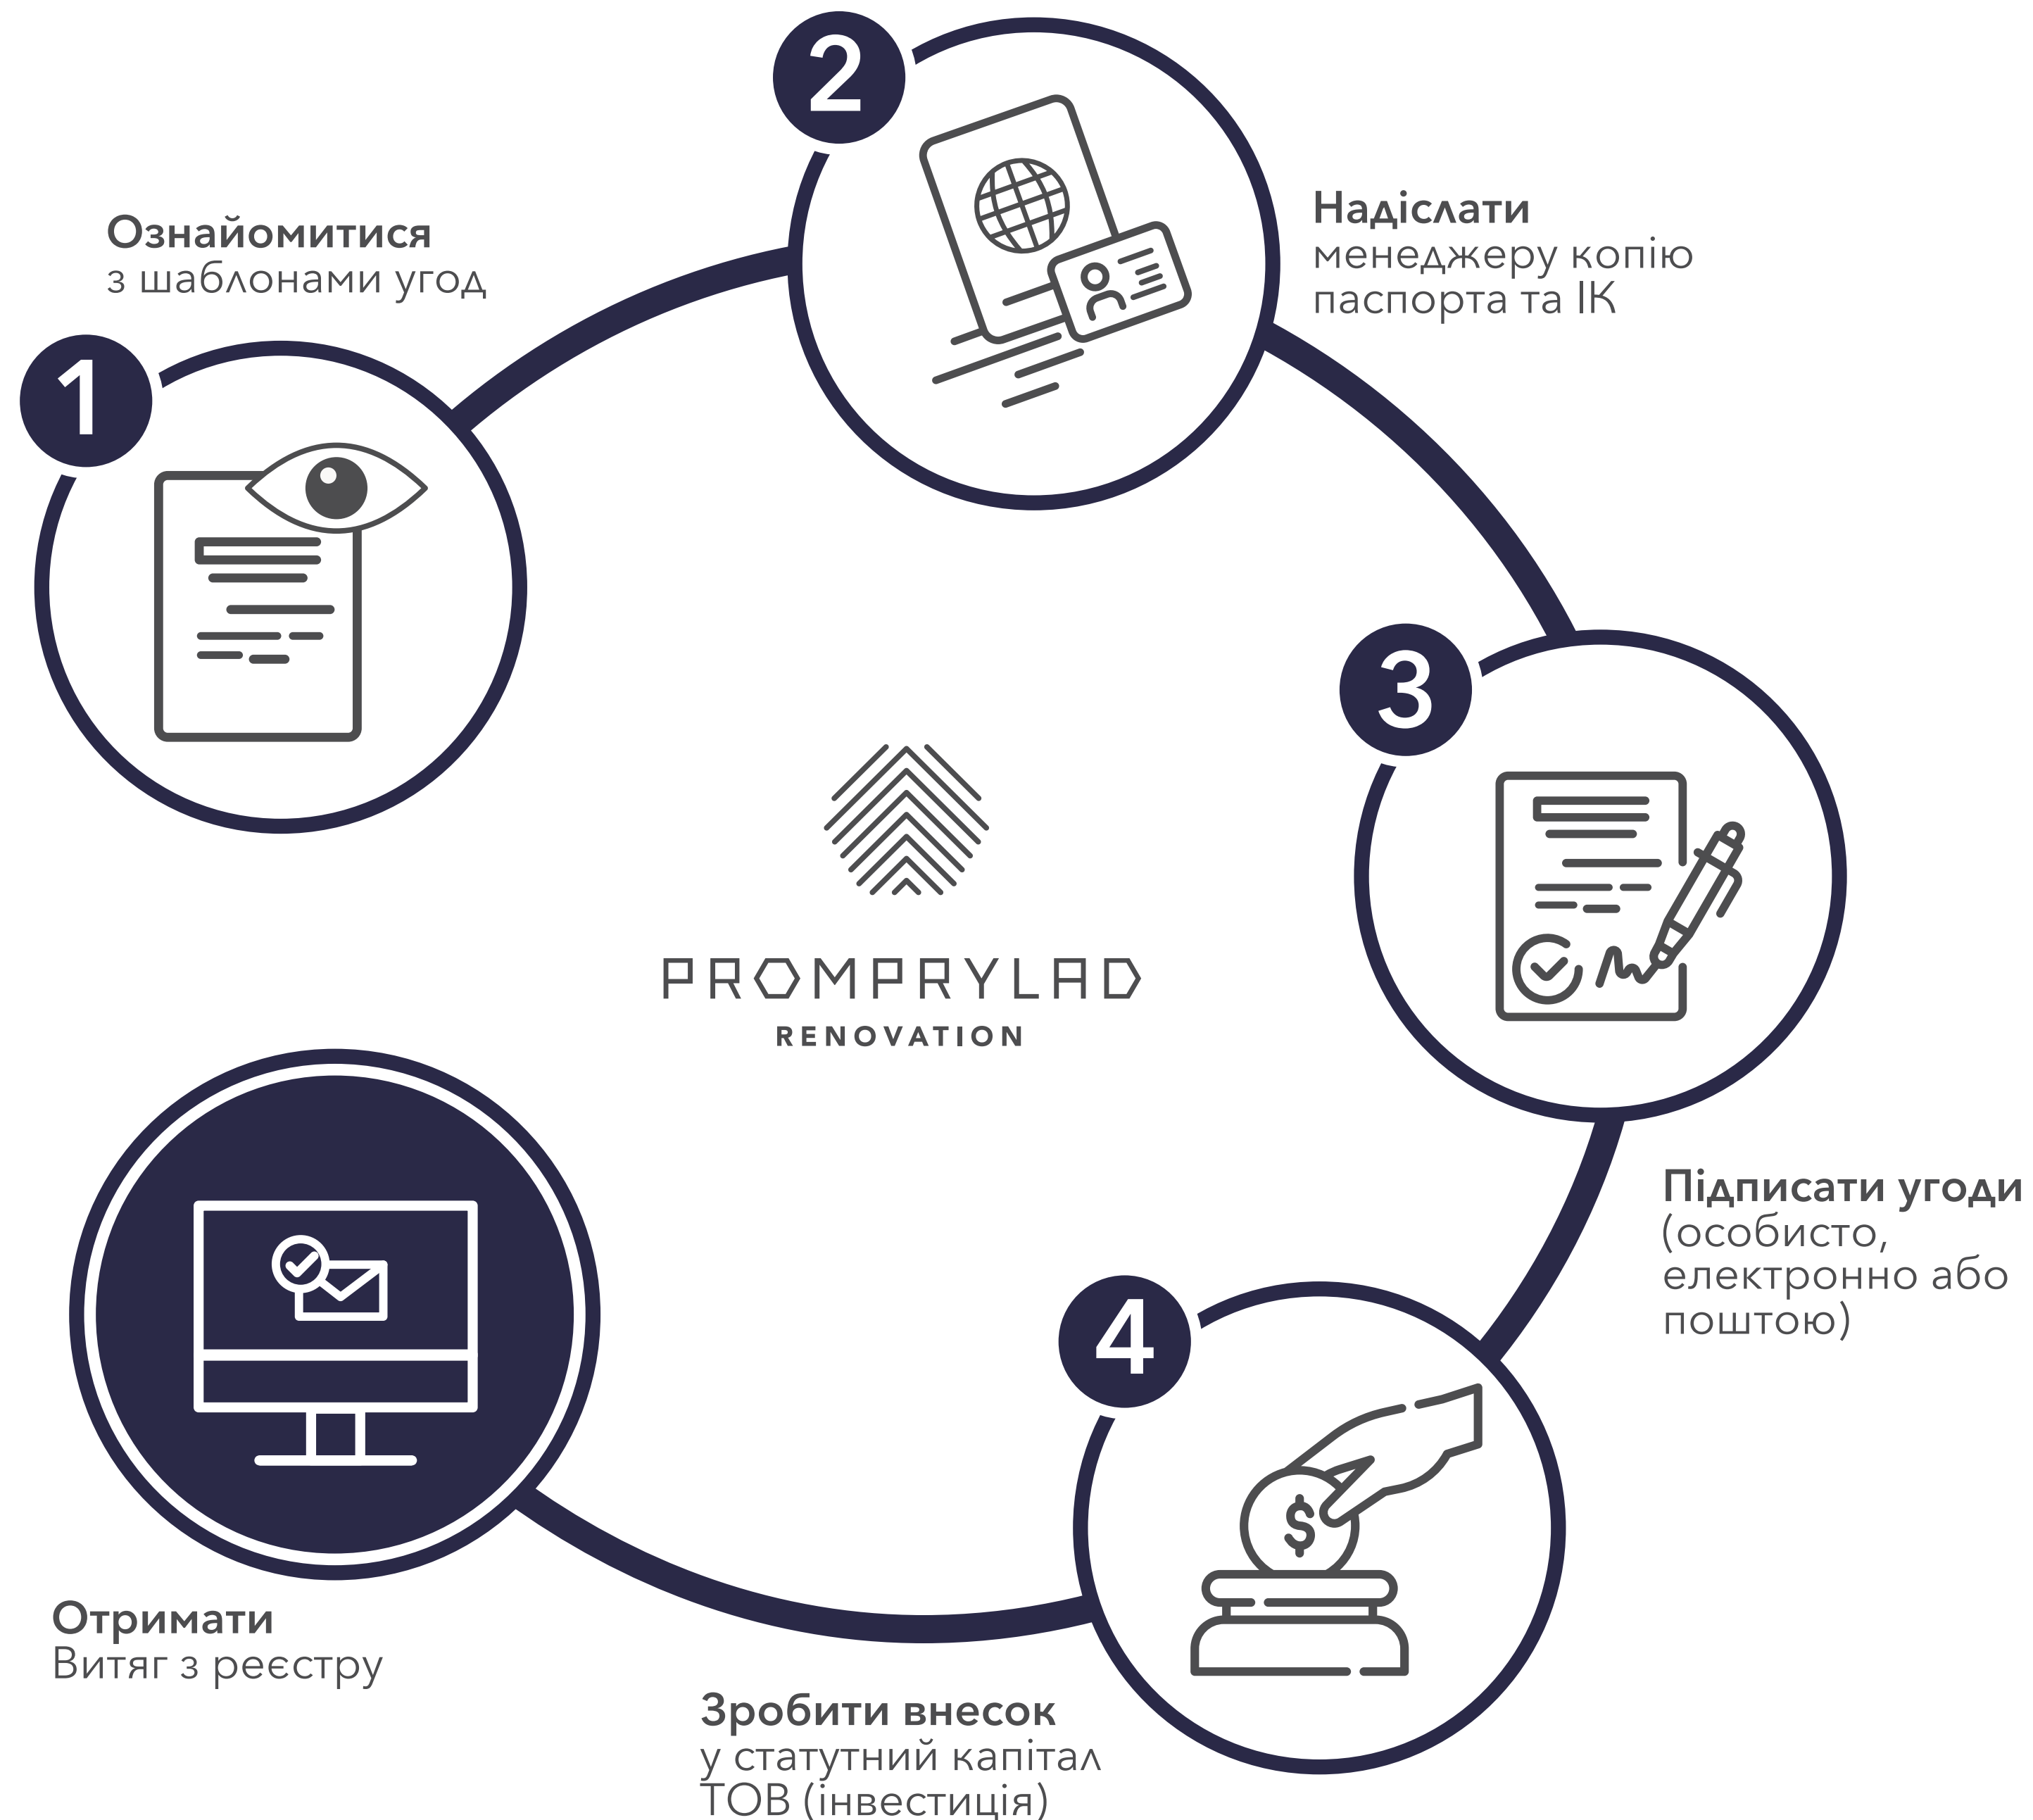 1
Ознайомитися
з шаблонами угод
2
Надіслати
менеджеру копію
паспорта та ІК
3
Підписати угоди
(особисто,
електронно або
поштою)
4
$
Зробити внесок
у статутний капітал
ТОВ (інвестиція)
Отримати
Витяг з реєстру
PROMPRYLAD
RENOVATION